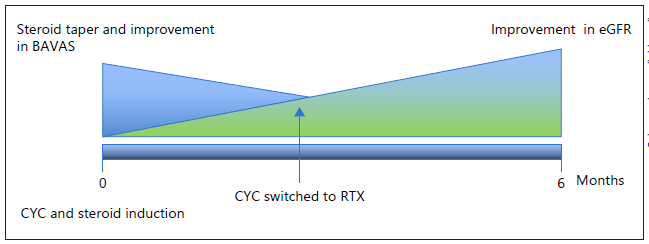 Steroid taper and improvement
in BAVAS
Improvement in eGFR
0
6
Months
CYC switched to RTX
CYC and steroid induction